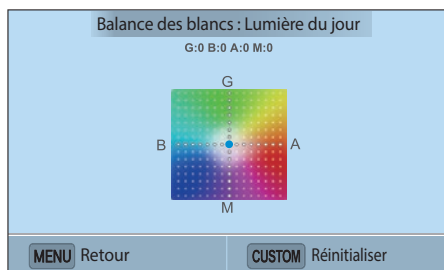 Balance des blancs : Lumière du jour
G:0 B:0 A:0 M:0
G
B A
M
MENU Retour CUSTOM Réinitialiser